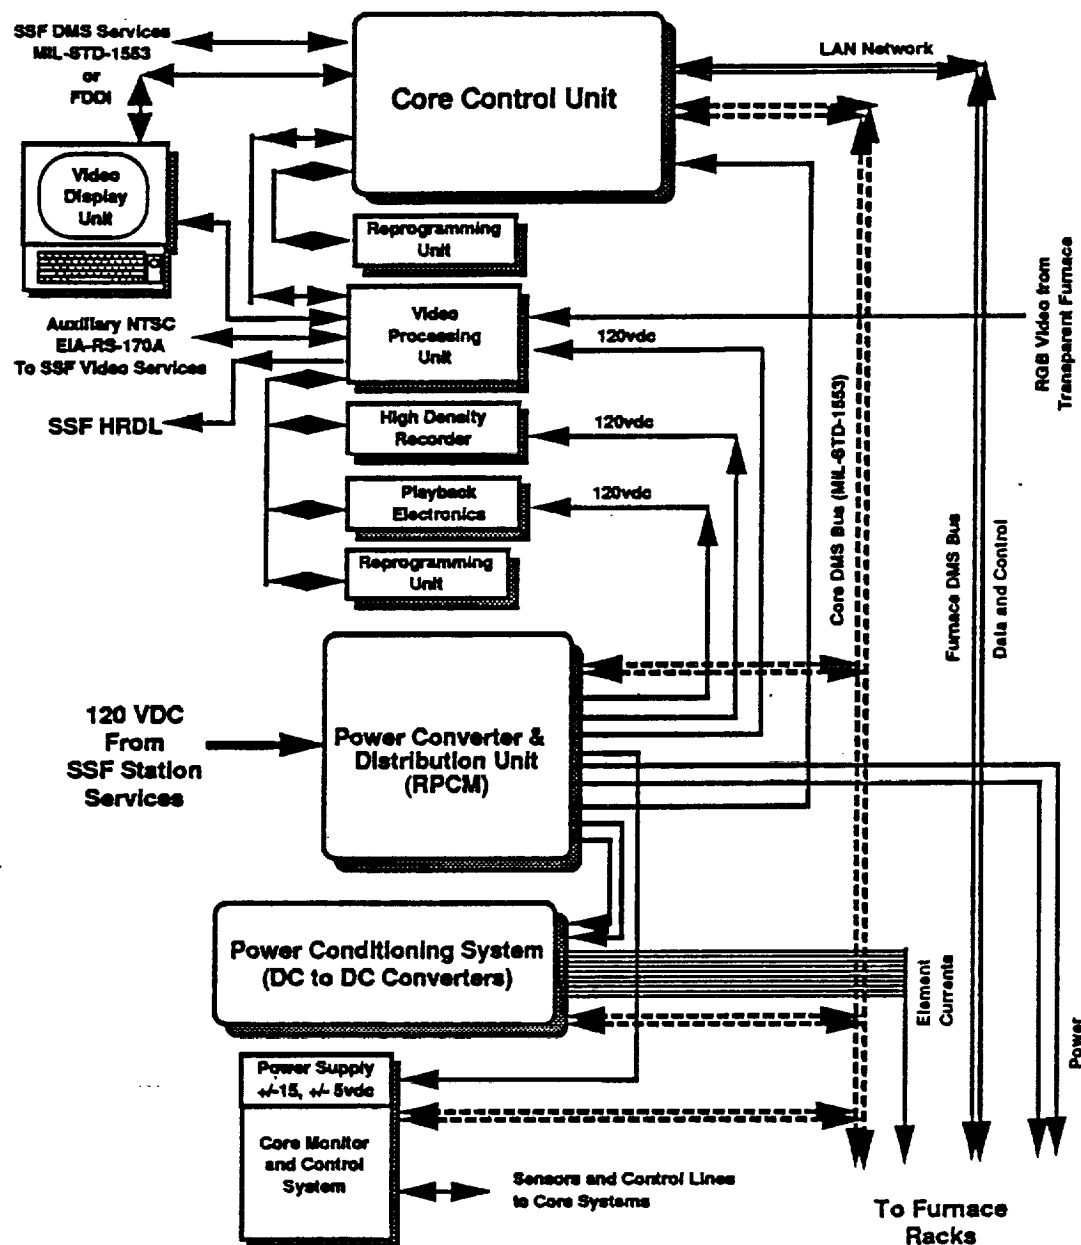 SSF DMS Services
MIL-STD-1553
or
FDDI
Core Control Unit
LAN Network
Video
Display
Unit
Reprogramming
Unit
Video
Processing
Unit
Auxiliary NTSC
EIA-RS-170A
To SSF Video Services
SSF HRDL
120vdc
RGB Video from
Transparent Furnace
High Density
Recorder
120vdc
Playback
Electronics
120vdc
Reprogramming
Unit
Core DMS Bus (MIL-STD-1553)
Furnace DMS Bus
Data and Control
120 VDC
From
SSF Station
Services
Power Converter &
Distribution Unit
(RPCM)
Power Conditioning System
(DC to DC Converters)
Element
Currents
Power
Power Supply
+/-15, +/- 5vdc
Core Monitor
and Control
System
Sensors and Control Lines
to Core Systems
To Furnace
Racks